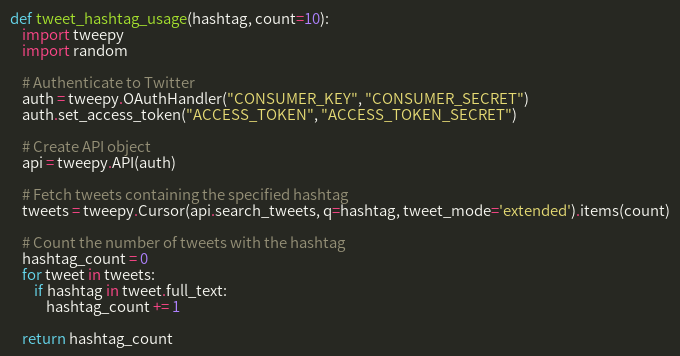 def tweet_hashtag_usage(hashtag, count=10):
    import tweepy
    import random

    # Authenticate to Twitter
    auth = tweepy.OAuthHandler("CONSUMER_KEY", "CONSUMER_SECRET")
    auth.set_access_token("ACCESS_TOKEN", "ACCESS_TOKEN_SECRET")

    # Create API object
    api = tweepy.API(auth)

    # Fetch tweets containing the specified hashtag
    tweets = tweepy.Cursor(api.search_tweets, q=hashtag, tweet_mode='extended').items(count)

    # Count the number of tweets with the hashtag
    hashtag_count = 0
    for tweet in tweets:
        if hashtag in tweet.full_text:
            hashtag_count += 1

    return hashtag_count